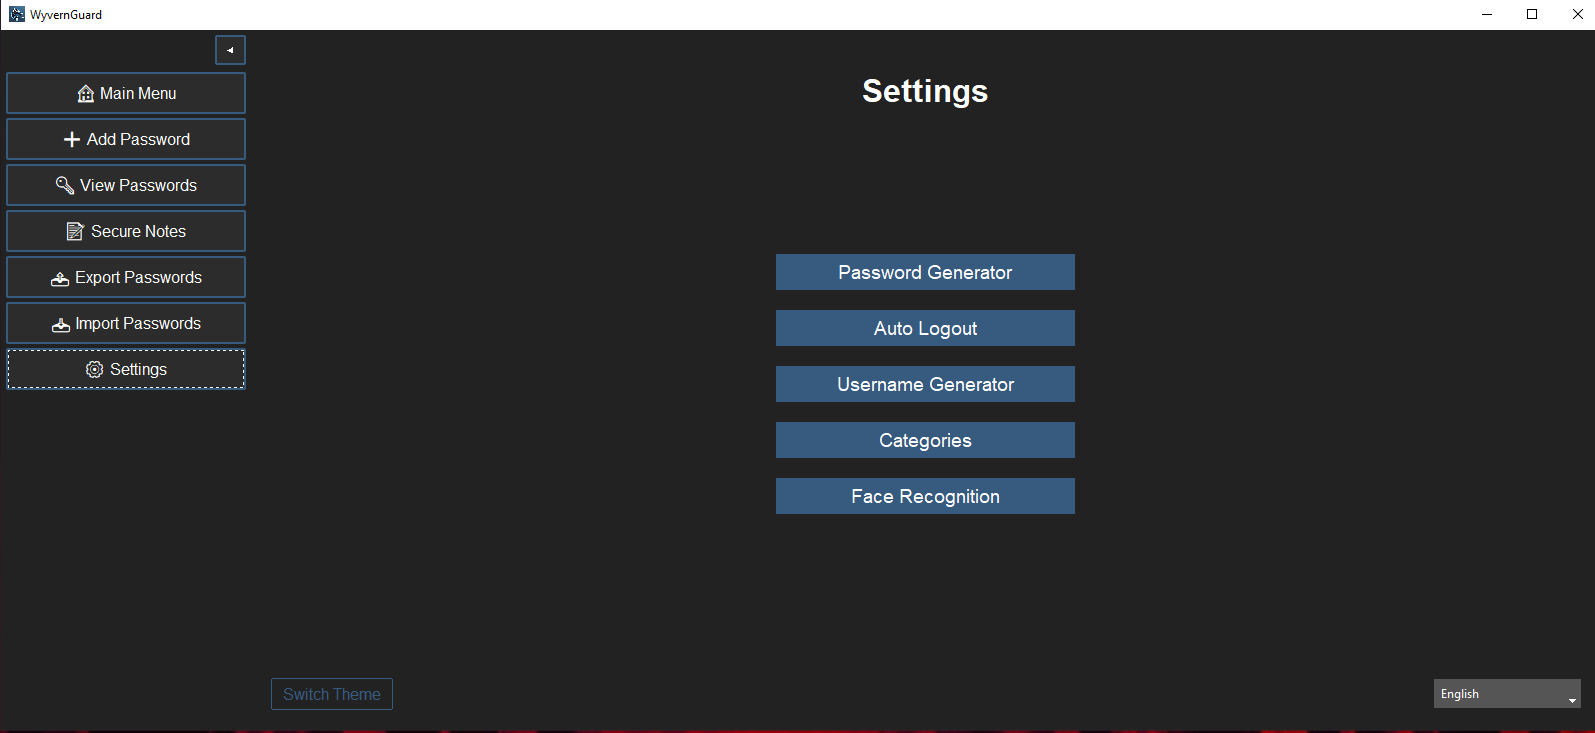 WyvernGuard
Main Menu
Add Password
View Passwords
Secure Notes
Export Passwords
Import Passwords
Settings
Settings
Password Generator
Auto Logout
Username Generator
Categories
Face Recognition
Switch Theme
English